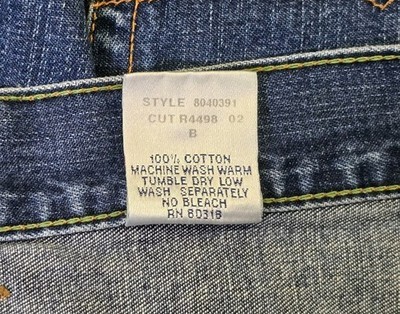 STYLE 8040391
CUT R4498 02
B
100% COTTON
MACHINE WASH WARM
TUMBLE DRY LOW
WASH SEPARATELY
NO BLEACH
RN 60318